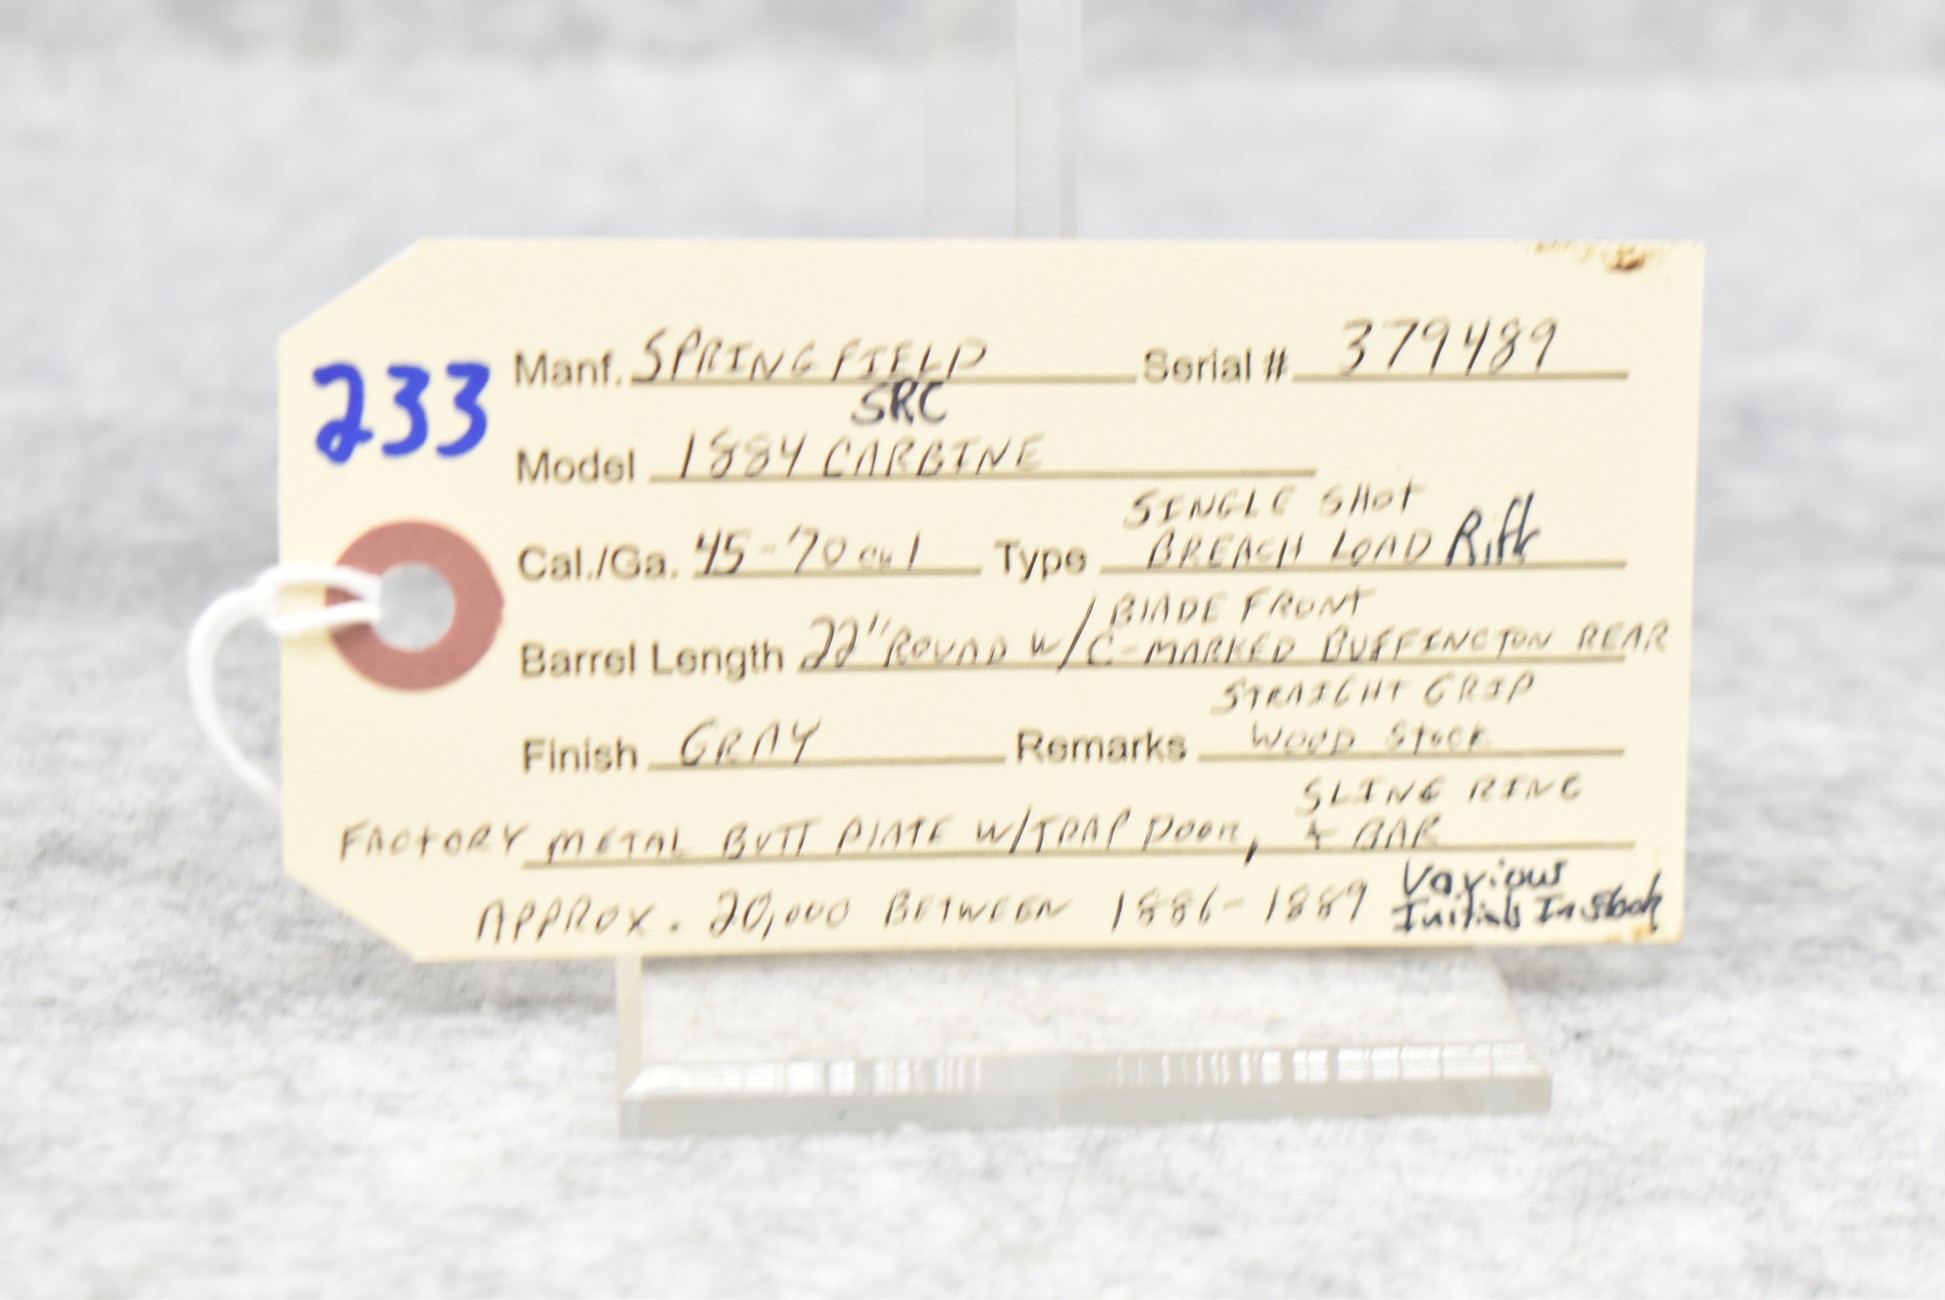 233
Manf. SPRINGFIELD Serial # 379489
SRC
Model 1884 CARBINE
SINGLE SHOT
Cal./Ga. 45-70 cal Type BREACH LOAD Rifle
BLADE FRONT
Barrel Length 22" ROUND W/ C-MARKED BUFFINGTON REAR
STRAIGHT GRIP
Finish GRAY Remarks WOOD STOCK
SLING RING
FACTORY METAL BUTT PLATE W/TRAP DOOR, + BAR
Various
APPROX. 20,000 BETWEEN 1886-1889 Initials In Stock